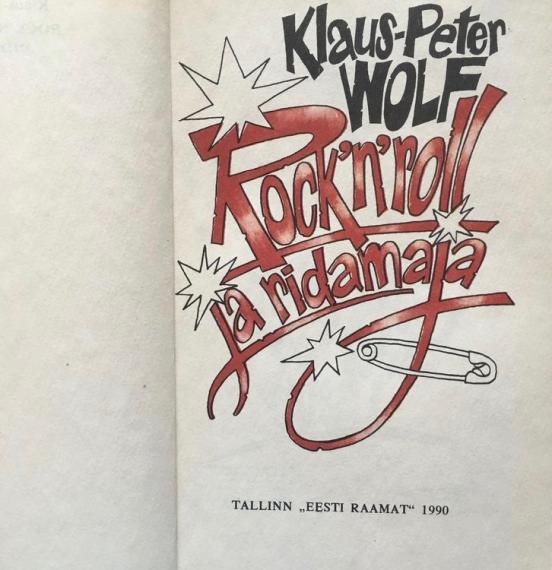 Klaus-Peter
WOLF
Rock'n'roll
ja ridamaja
TALLINN „EESTI RAAMAT“ 1990